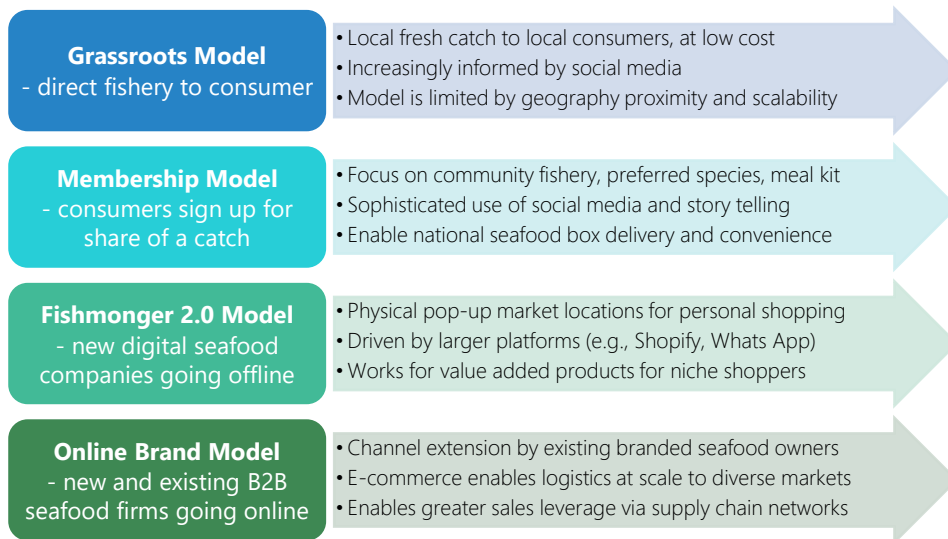 Grassroots Model
- direct fishery to consumer
• Local fresh catch to local consumers, at low cost
• Increasingly informed by social media
• Model is limited by geography proximity and scalability
Membership Model
- consumers sign up for
share of a catch
• Focus on community fishery, preferred species, meal kit
• Sophisticated use of social media and story telling
• Enable national seafood box delivery and convenience
Fishmonger 2.0 Model
- new digital seafood
companies going offline
• Physical pop-up market locations for personal shopping
• Driven by larger platforms (e.g., Shopify, Whats App)
• Works for value added products for niche shoppers
Online Brand Model
- new and existing B2B
seafood firms going online
• Channel extension by existing branded seafood owners
• E-commerce enables logistics at scale to diverse markets
• Enables greater sales leverage via supply chain networks